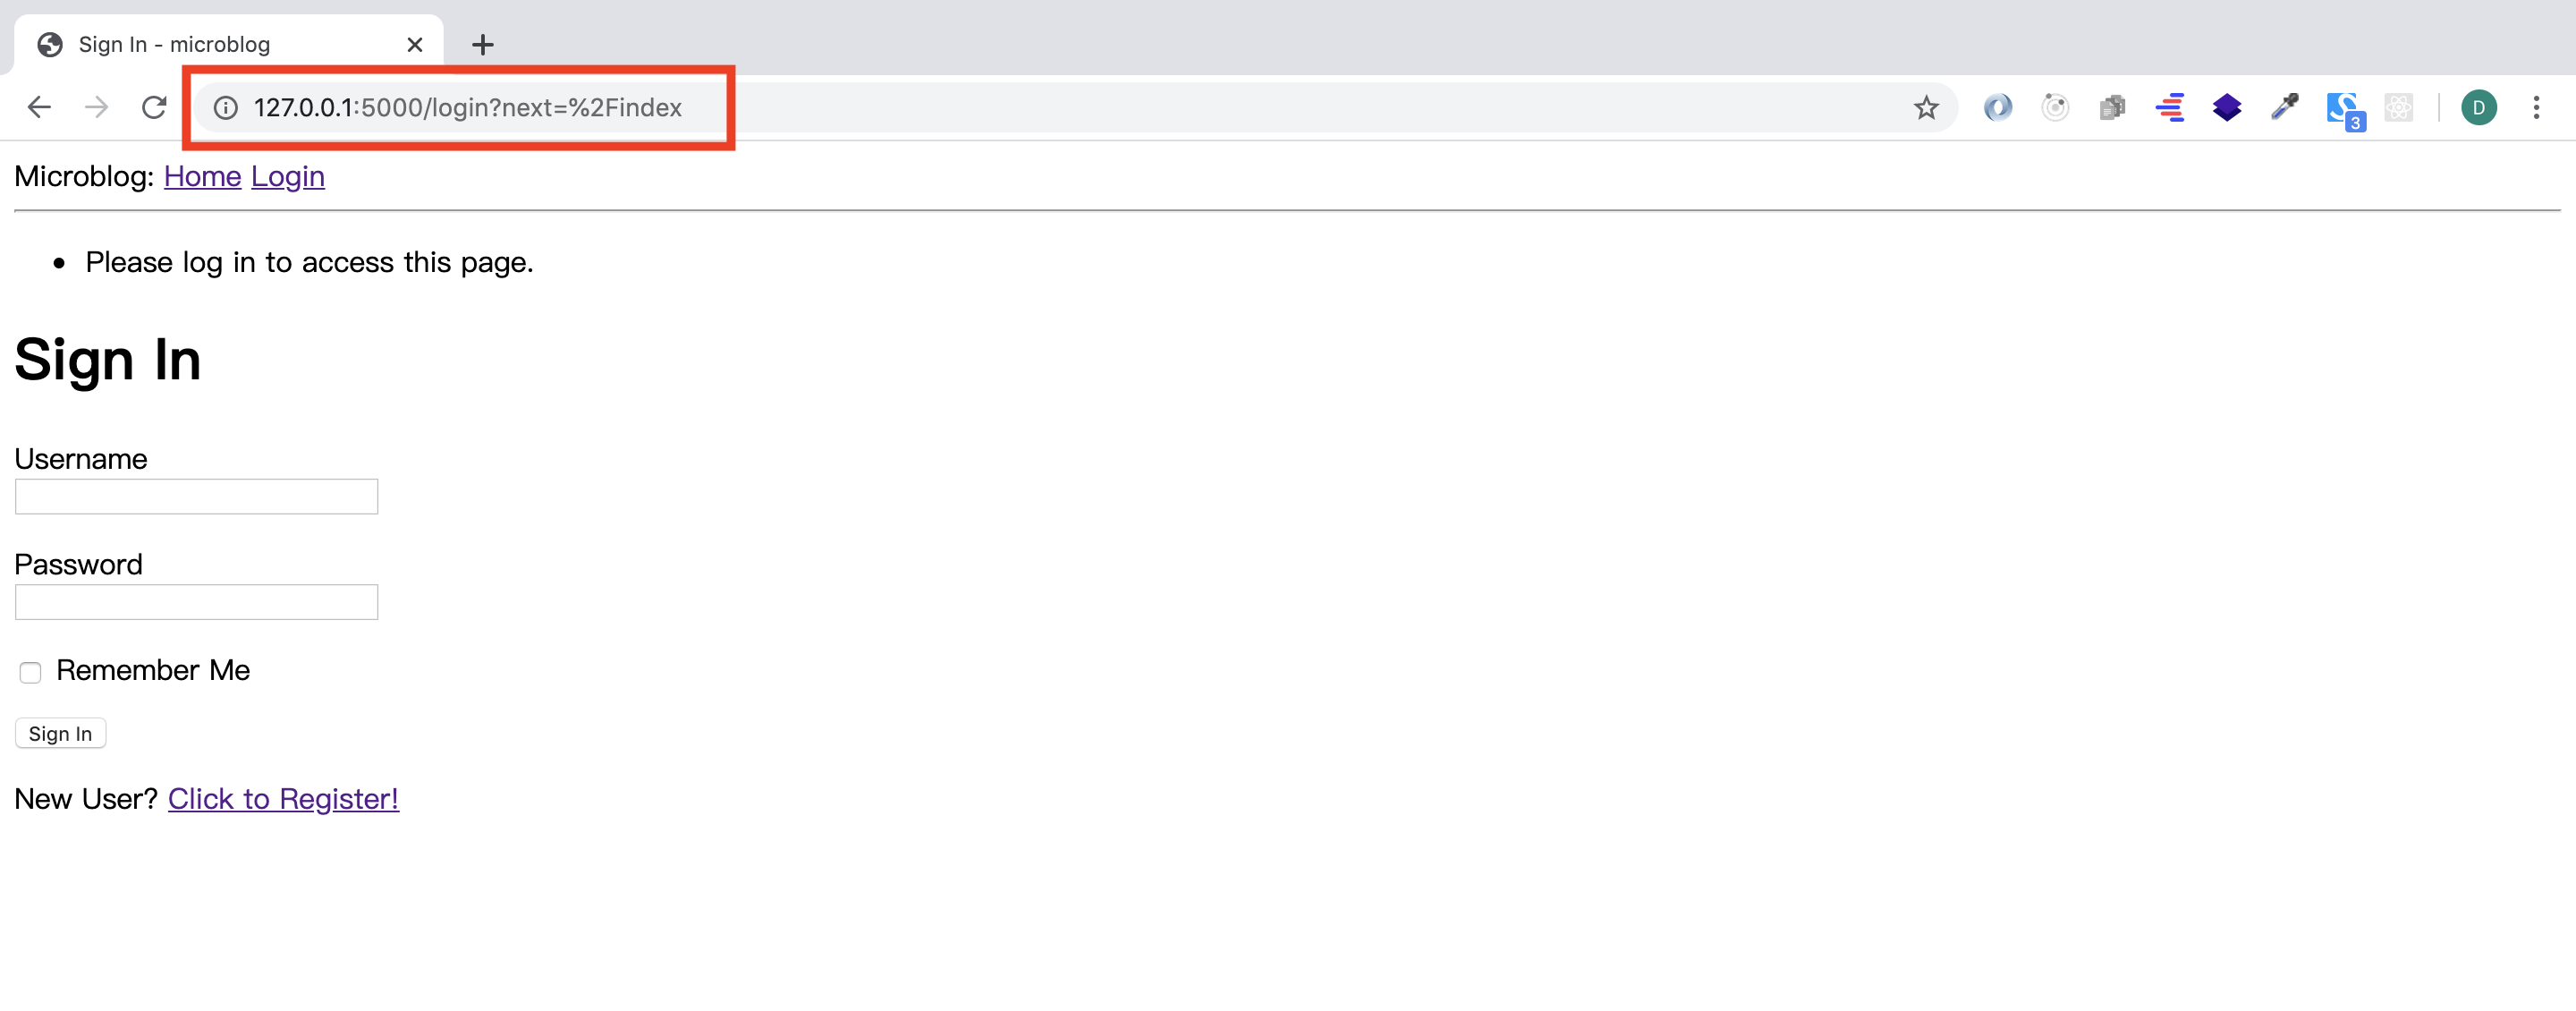 Sign In - microblog
127.0.0.1:5000/login?next=%2Findex
3
D
Microblog: Home Login
• Please log in to access this page.
Sign In
Username
Password
Remember Me
Sign In
New User? Click to Register!